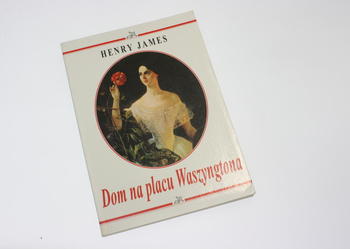 HENRY JAMES
Dom na placu Waszyngtona